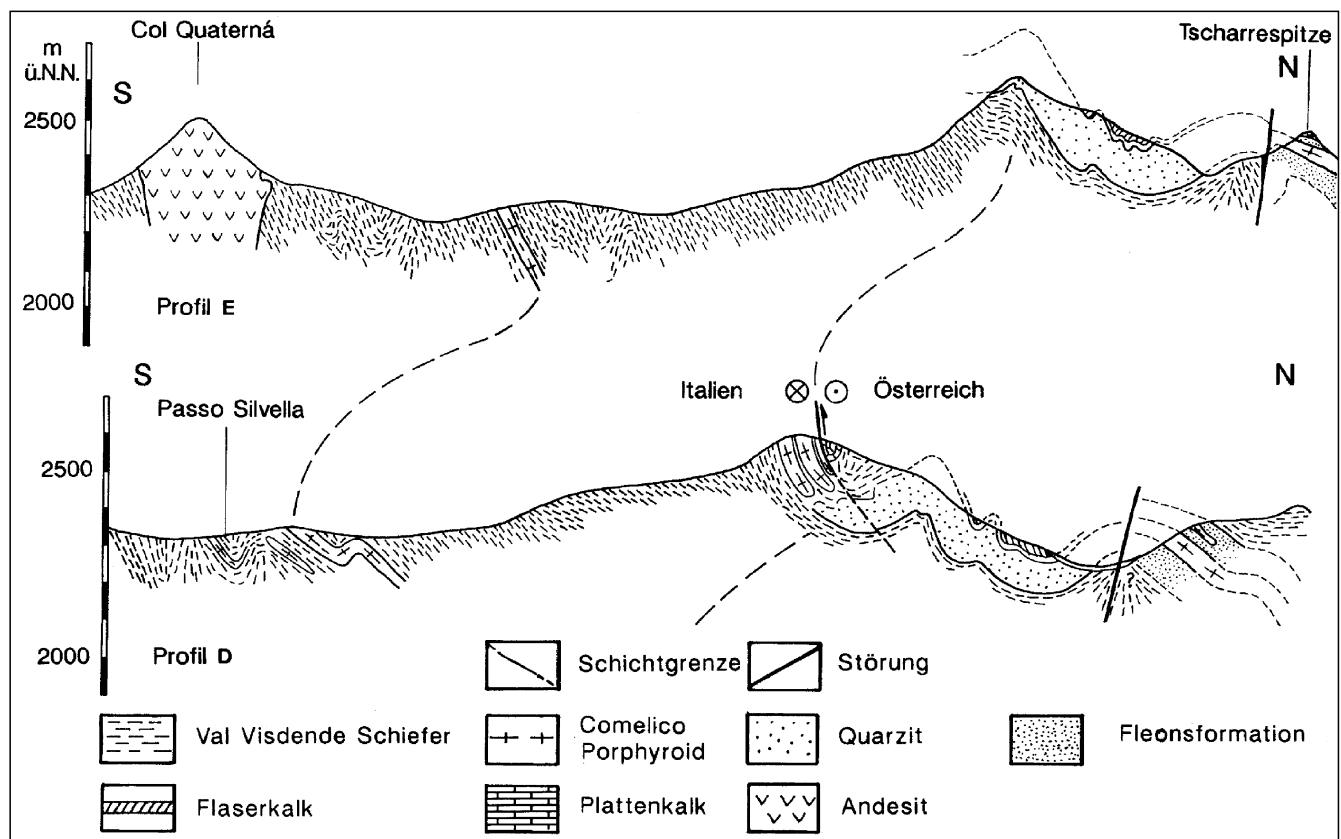 Col Quaterná
Tscharrespitze
m
ü.N.N.
S
N
2500
2000
Profil E
S
N
Italien
Österreich
Passo Silvella
2500
?
2000
Profil D
Schichtgrenze
Störung
Val Visdende Schiefer
Comelico
Porphyroid
Quarzit
Fleonsformation
Flaserkalk
Plattenkalk
Andesit